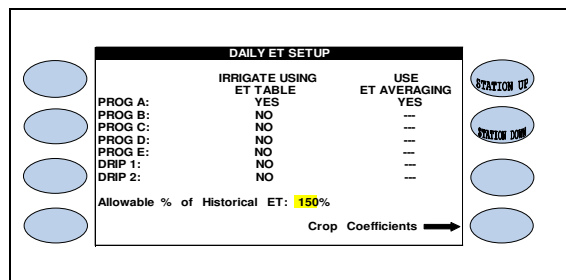 DAILY ET SETUP
IRRIGATE USING USE
ET TABLE ET AVERAGING
PROG A: YES YES
PROG B: NO ---
PROG C: NO ---
PROG D: NO ---
PROG E: NO ---
DRIP 1: NO ---
DRIP 2: NO ---
Allowable % of Historical ET: 150%
Crop Coefficients
STATION UP
STATION DOWN